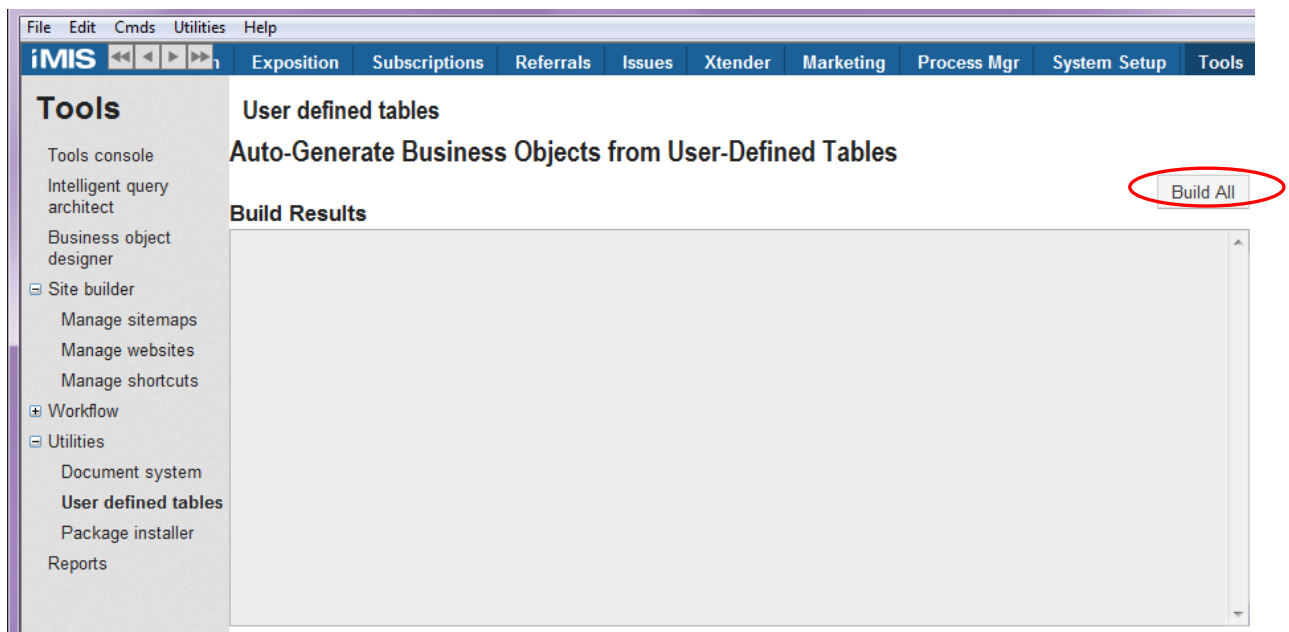 File Edit Cmds Utilities Help
iMIS n Exposition Subscriptions Referrals Issues Xtender Marketing Process Mgr System Setup Tools
Tools
Tools console
Intelligent query
architect
Business object
designer
Site builder
Manage sitemaps
Manage websites
Manage shortcuts
Workflow
Utilities
Document system
User defined tables
Package installer
Reports
User defined tables
Auto-Generate Business Objects from User-Defined Tables
Build All
Build Results